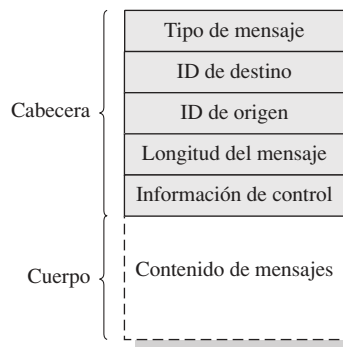 Tipo de mensaje
ID de destino
Cabecera
ID de origen
Longitud del mensaje
Información de control
Cuerpo
Contenido de mensajes